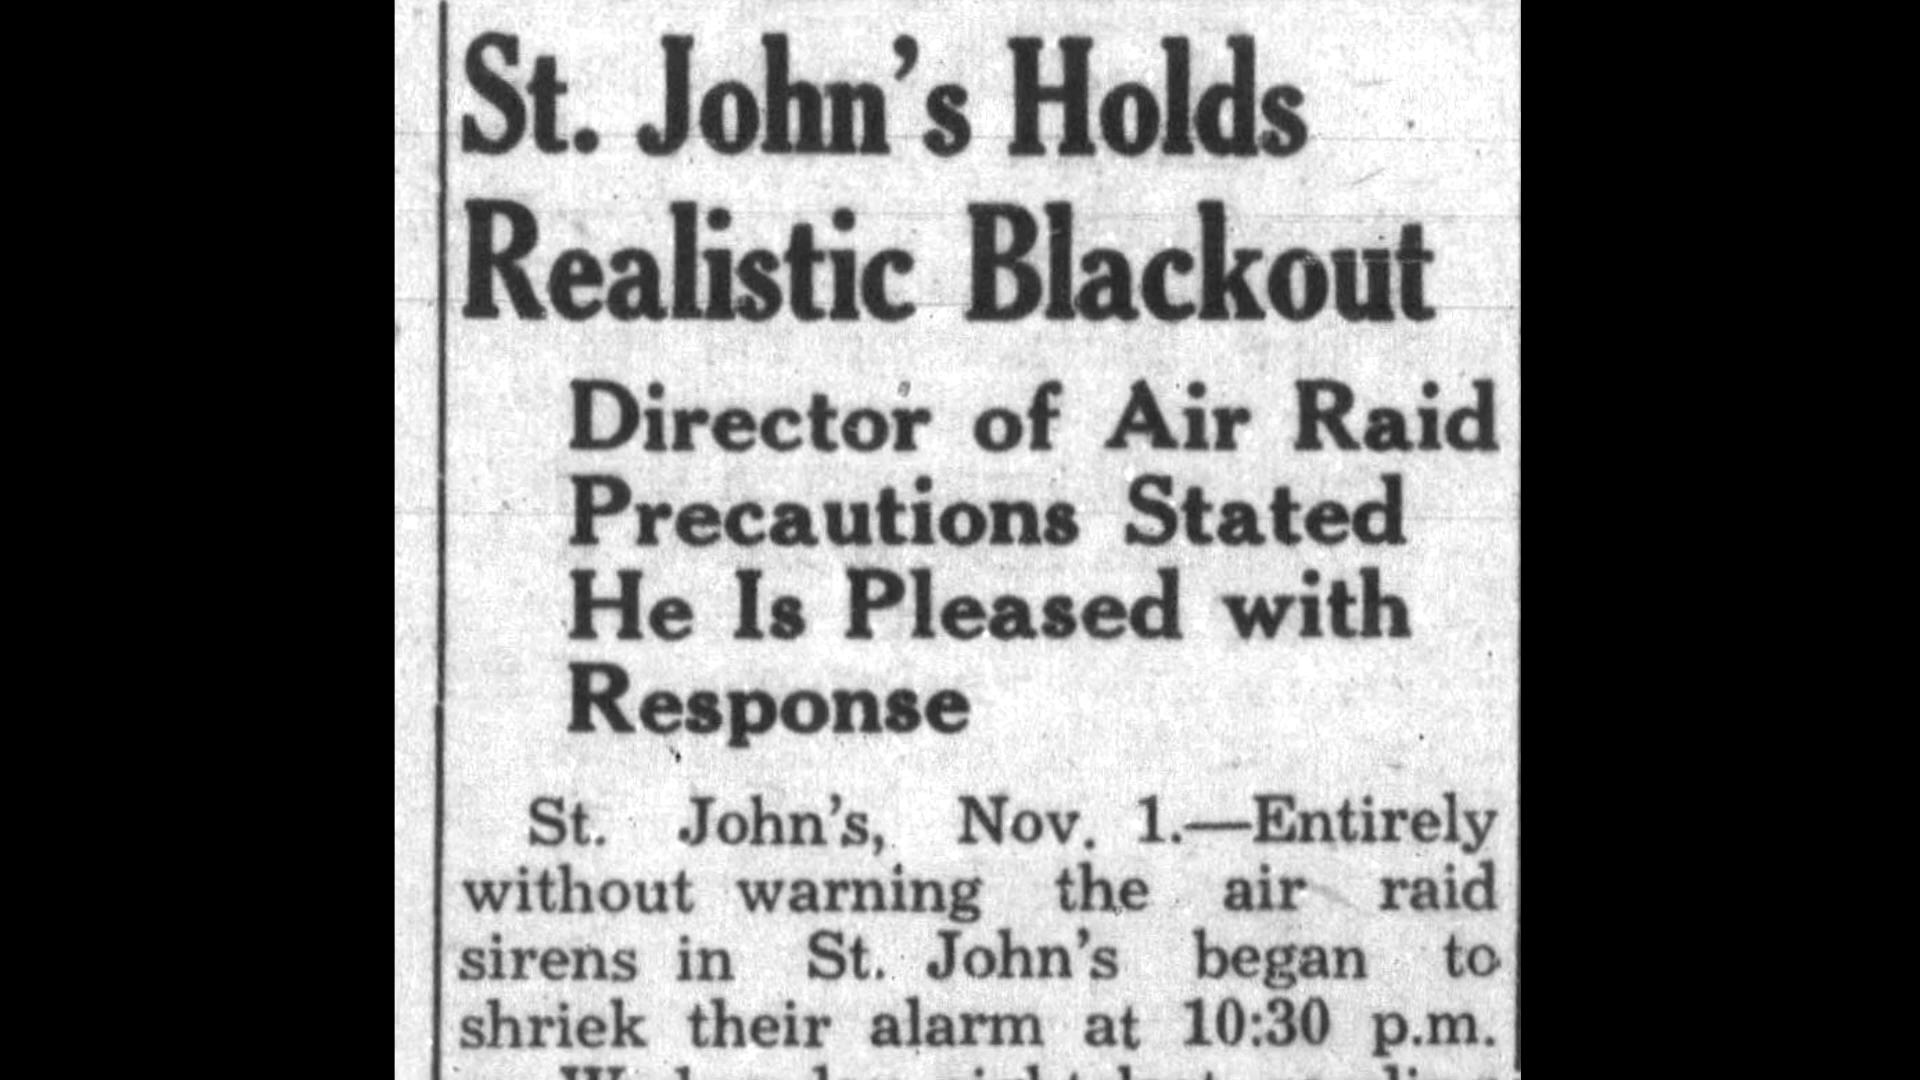 St. John's Holds
Realistic Blackout
Director of Air Raid
Precautions Stated
He Is Pleased with
Response
St. John's, Nov. 1.—Entirely
without warning the air raid
sirens in St. John's began to
shriek their alarm at 10:30 p.m.